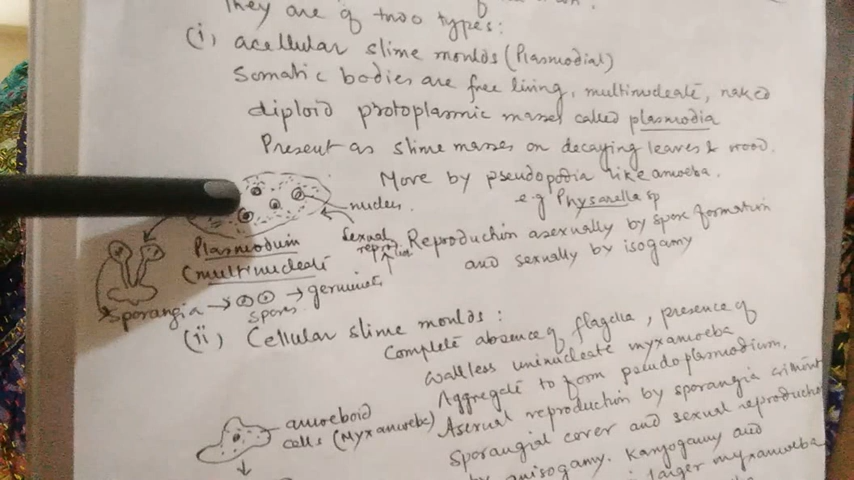 They are of two types:
(i) acellular slime moulds (Plasmodial)
Somatic bodies are free living, multinucleate, naked
diploid protoplasmic masses called plasmodia
Present as slime masses on decaying leaves & wood.
Move by pseudopodia like amoeba.
e.g Physarella sp
nucleus
Plasmodium
(multinucleate
Sexual
Reproduction asexually by spore formation
and sexually by isogamy
Sporangia → → germinates
spores
(ii) Cellular slime moulds:
Complete absence of flagella, presence of
wallless uninucleate myxamoeba
Aggregate to form pseudoplasmodium.
Asexual reproduction by sporangia without
Sporangial cover and sexual reproduction
by anisogamy. Karyogamy and
larger myxamoeba
amoeboid
cells (Myxamoeba)